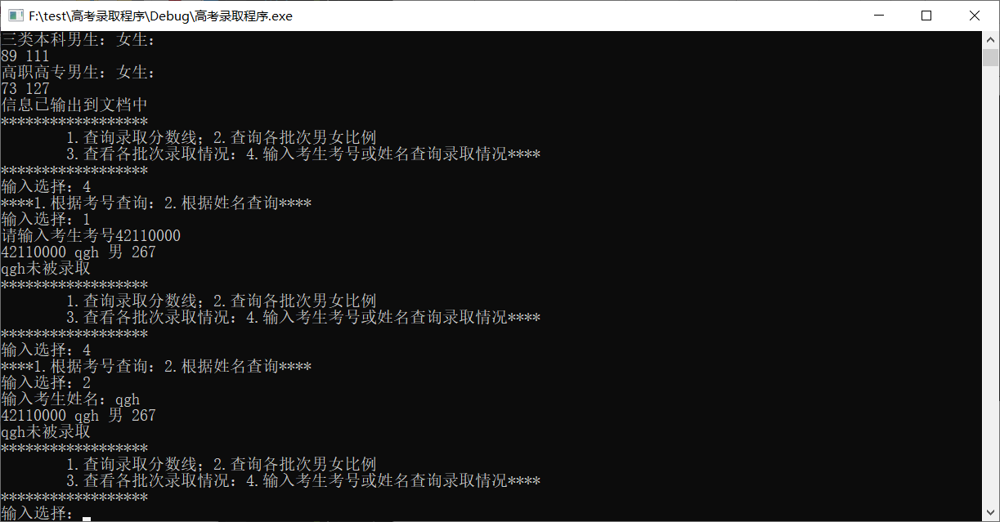 F:\test\高考录取程序\Debug\高考录取程序.exe
三类本科男生：女生：
89 111
高职高专男生：女生：
73 127
信息已输出到文档中
******************
1.查询录取分数线；2.查询各批次男女比例
3.查看各批次录取情况：4.输入考生考号或姓名查询录取情况****
******************
输入选择：4
****1.根据考号查询：2.根据姓名查询****
输入选择：1
请输入考生考号42110000
42110000 qgh 男 267
qgh未被录取
******************
1.查询录取分数线；2.查询各批次男女比例
3.查看各批次录取情况：4.输入考生考号或姓名查询录取情况****
******************
输入选择：4
****1.根据考号查询：2.根据姓名查询****
输入选择：2
输入考生姓名：qgh
42110000 qgh 男 267
qgh未被录取
******************
1.查询录取分数线；2.查询各批次男女比例
3.查看各批次录取情况：4.输入考生考号或姓名查询录取情况****
******************
输入选择：